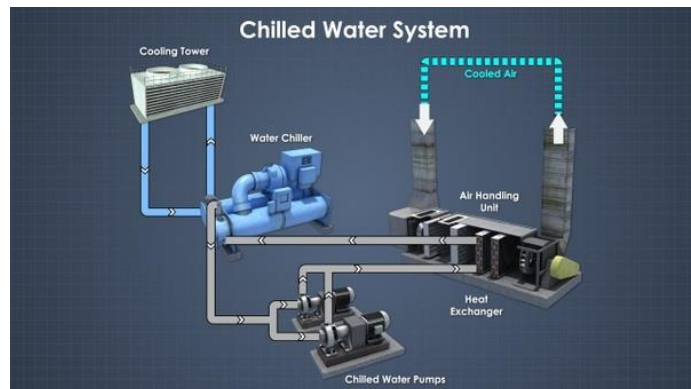 Chilled Water System
Cooling Tower
Cooled Air
Water Chiller
Air Handling
Unit
Heat
Exchanger
Chilled Water Pumps